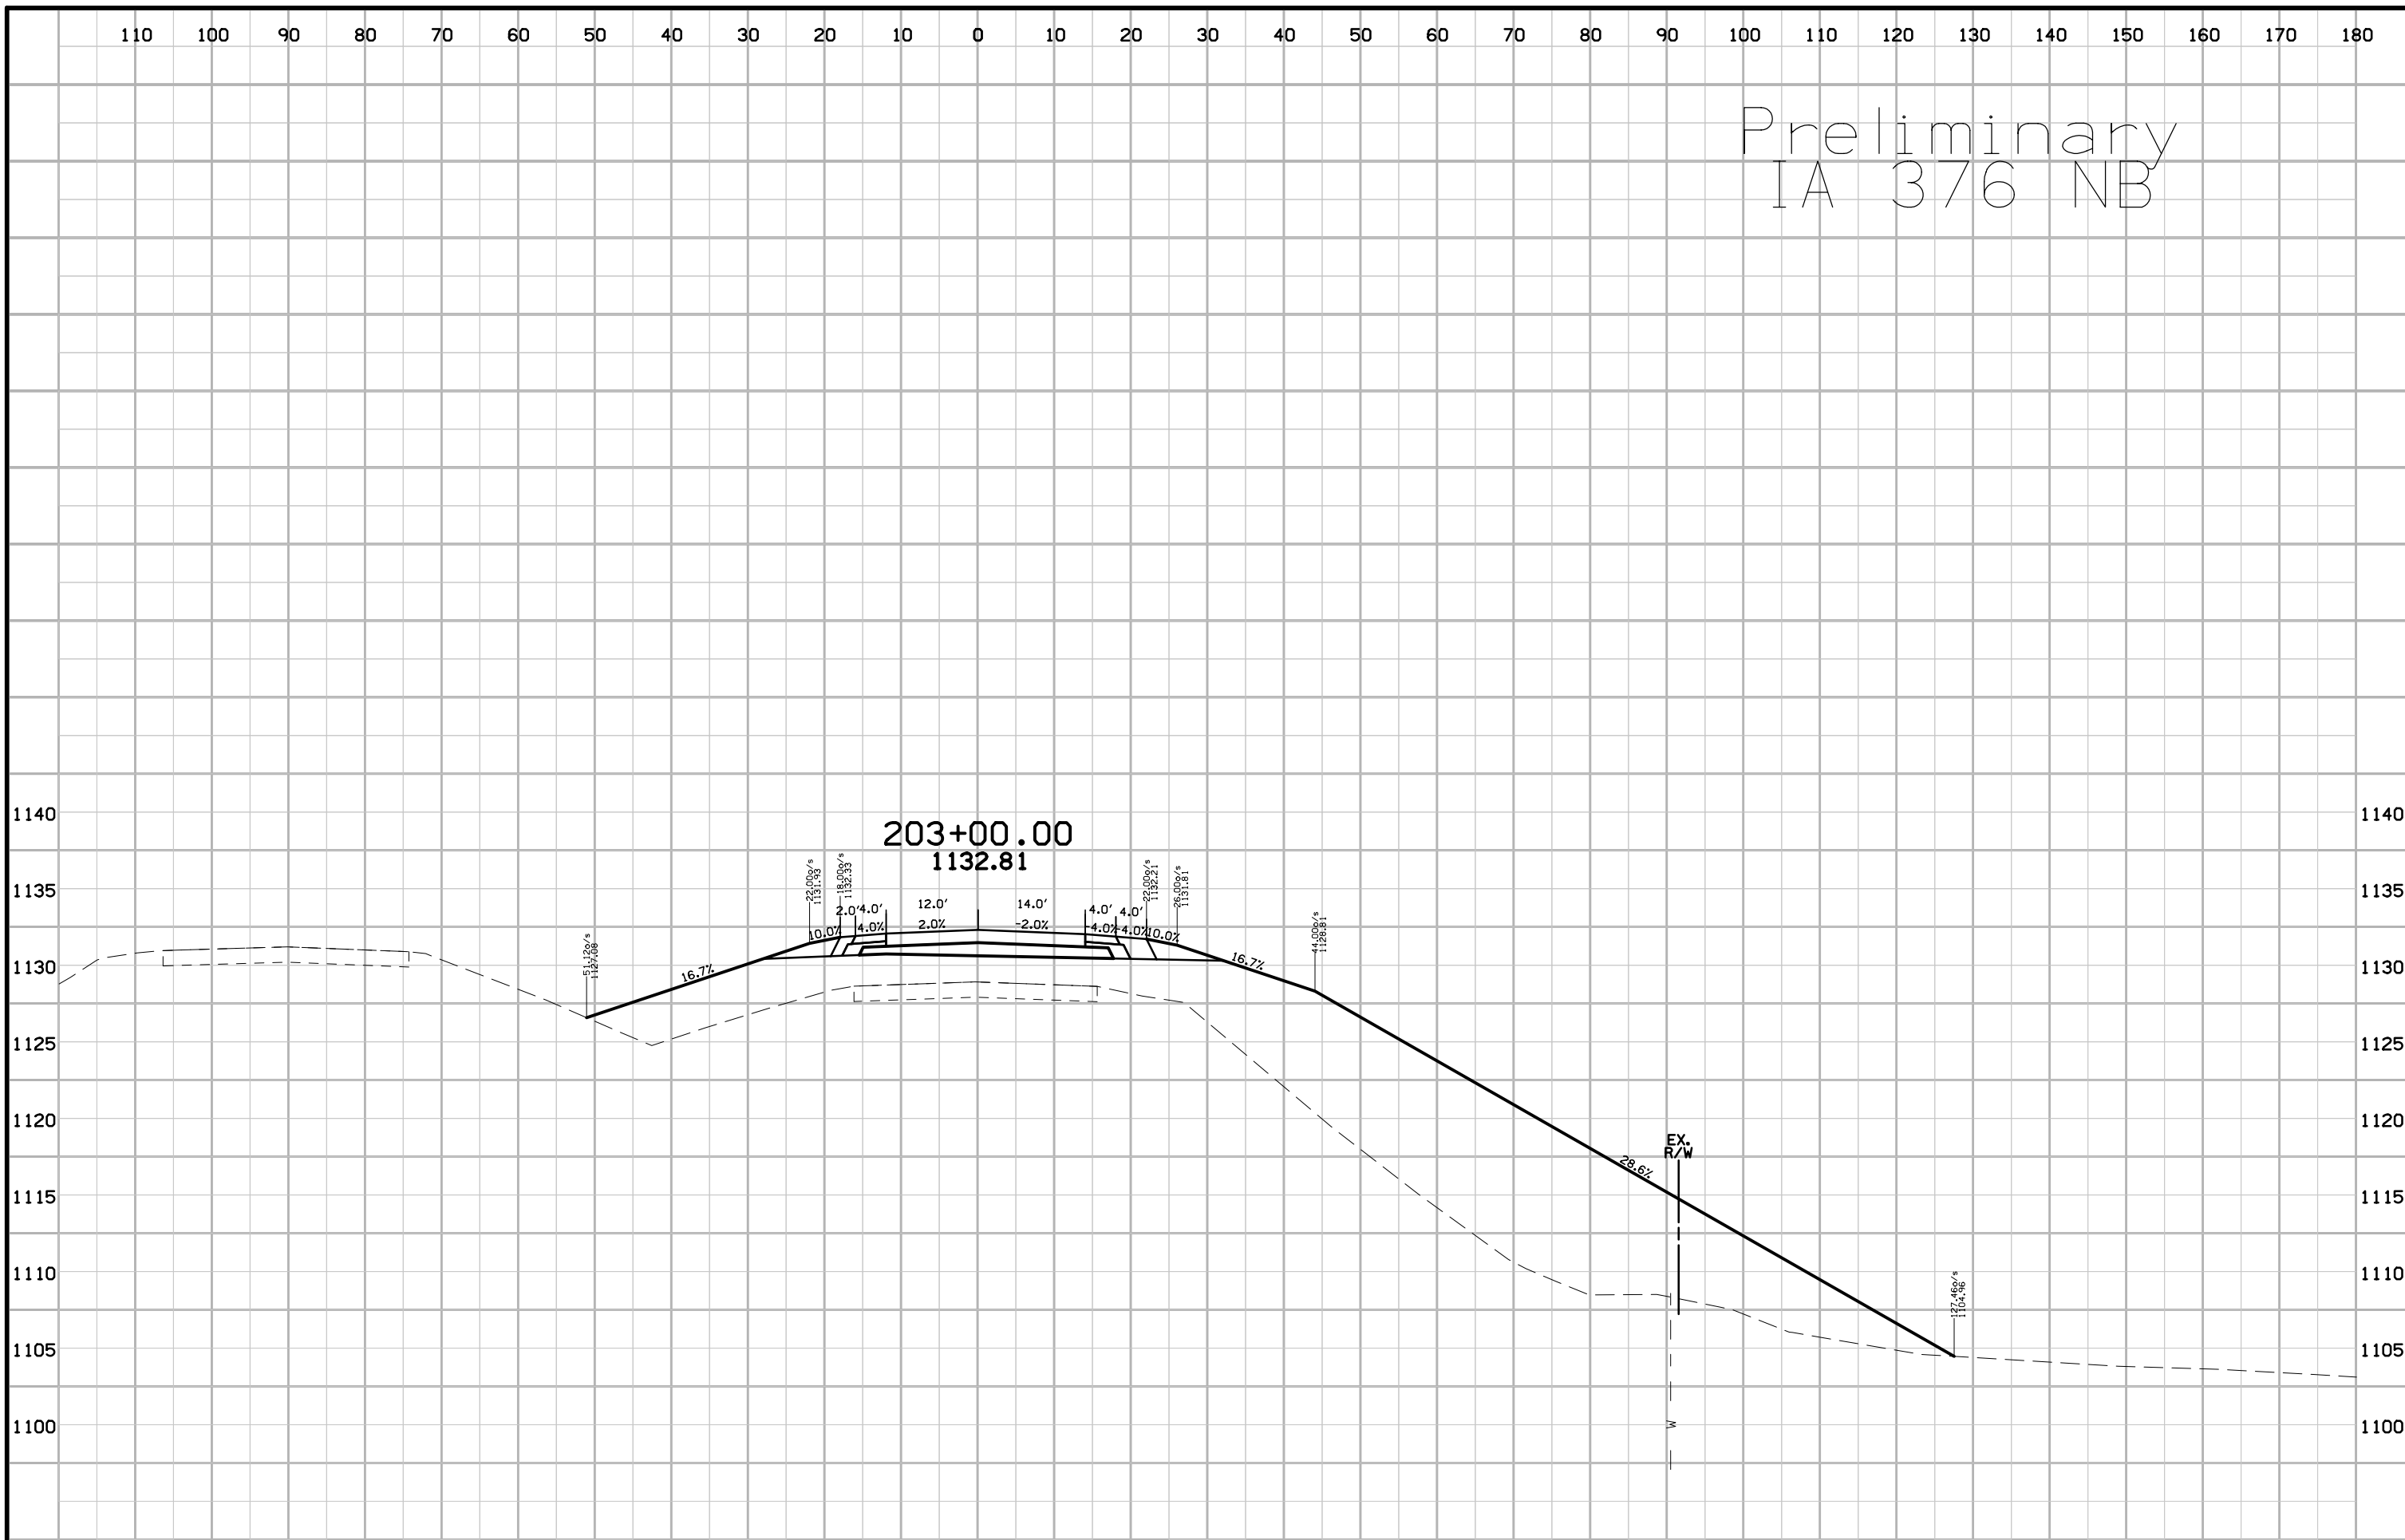 110 100 90 80 70 60 50 40 30 20 10 0 10 20 30 40 50 60 70 80 90 100 110 120 130 140 150 160 170 180
Preliminary
IA 376 NB
1140 1140
203+00.00
1132.81
1135 1135
22.00o/s
1131.93
18.00o/s
1132.33
22.00o/s
1132.21
26.00o/s
1131.81
2.0' 4.0' 12.0' 14.0' 4.0' 4.0'
10.0% 4.0% 2.0% -2.0% -4.0% -4.0% 10.0%
51.12o/s
1127.08
44.00o/s
1128.81
1130 1130
16.7% 16.7%
1125 1125
1120 1120
EX.
R/W
28.6%
1115 1115
1110 1110
127.46o/s
1104.96
1105 1105
1100 1100
W